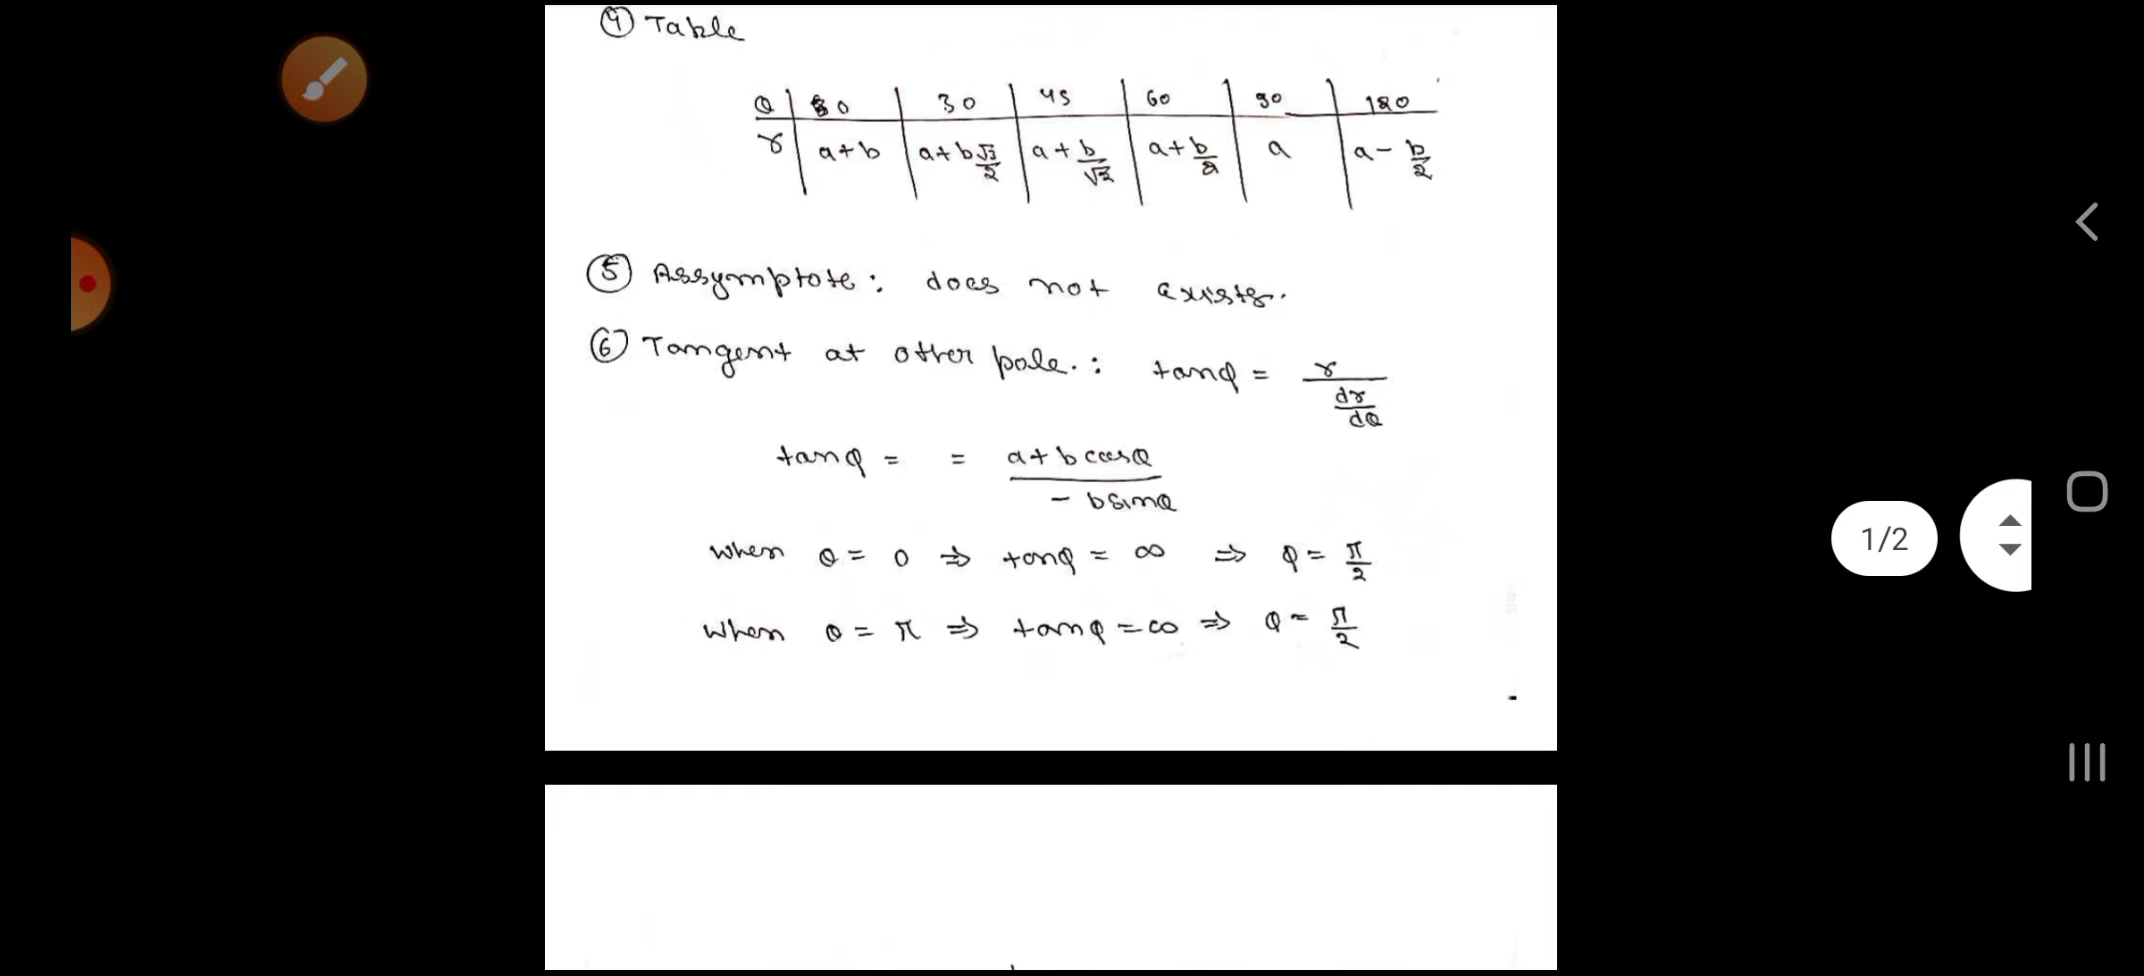 ④ Table
θ | 0 | 30 | 45 | 60 | 90 | 180
r | a+b | a+b√3/2 | a+b/√2 | a+b/2 | a | a-b/2
⑤ Assymptote: does not exists.
⑥ Tangent at other pole.: tanφ = r/(dr/dθ)
tanφ = = (a+b cosθ)/(-b sinθ)
1/2
when θ = 0 ⇒ tanφ = ∞ ⇒ φ = π/2
when θ = π ⇒ tanφ = ∞ ⇒ φ = π/2